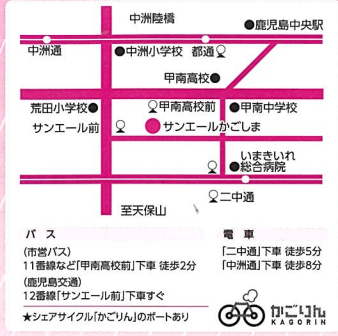 中洲陸橋
●鹿児島中央駅
中洲通
●中洲小学校
都通
甲南高校●
荒田小学校●
甲南高校前
●甲南中学校
サンエール前
●サンエールかごしま
いまきいれ
●総合病院
二中通
至天保山
バス
(市営バス)
11番線など「甲南高校前」下車 徒歩2分
(鹿児島交通)
12番線「サンエール前」下車すぐ
★シェアサイクル「かごりん」のポートあり
電車
「二中通」下車 徒歩5分
「中洲通」下車 徒歩8分
かごりん
KAGORIN